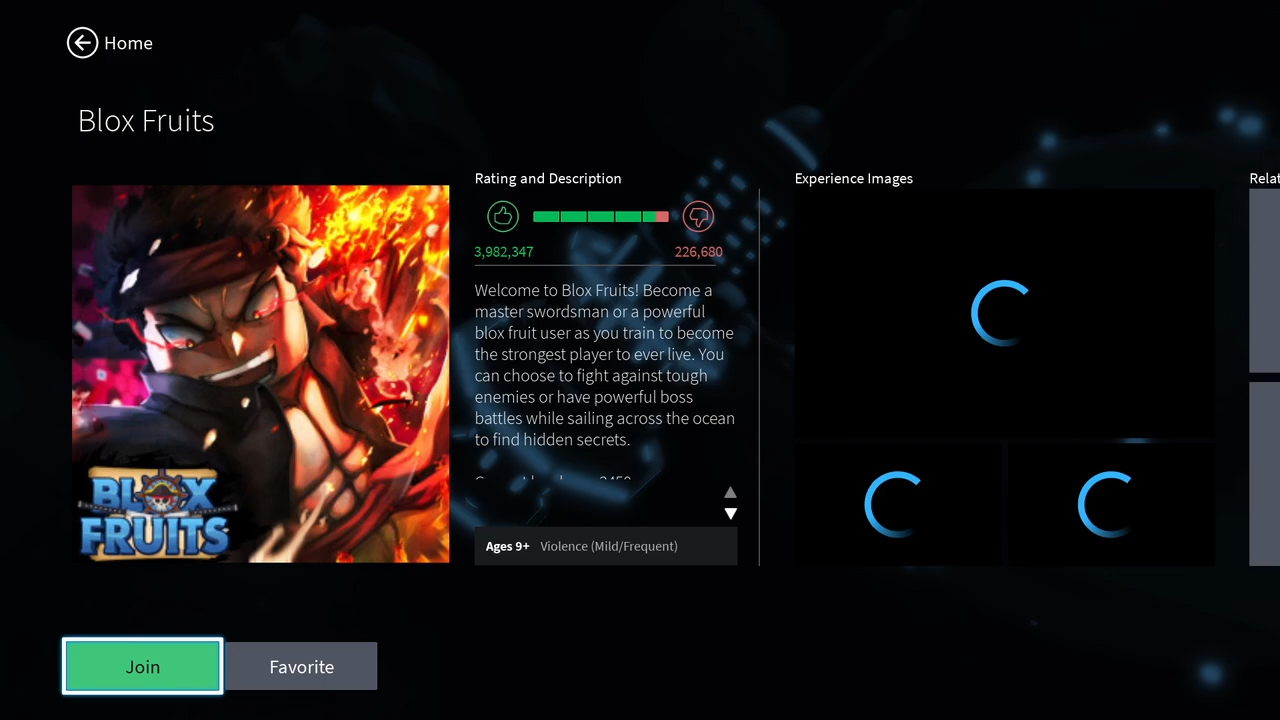 Home
Blox Fruits
Rating and Description
3,982,347
226,680
Welcome to Blox Fruits! Become a
master swordsman or a powerful
blox fruit user as you train to become
the strongest player to ever live. You
can choose to fight against tough
enemies or have powerful boss
battles while sailing across the ocean
to find hidden secrets.
Ages 9+ Violence (Mild/Frequent)
Experience Images
Relat
BLOX
FRUITS
Join
Favorite